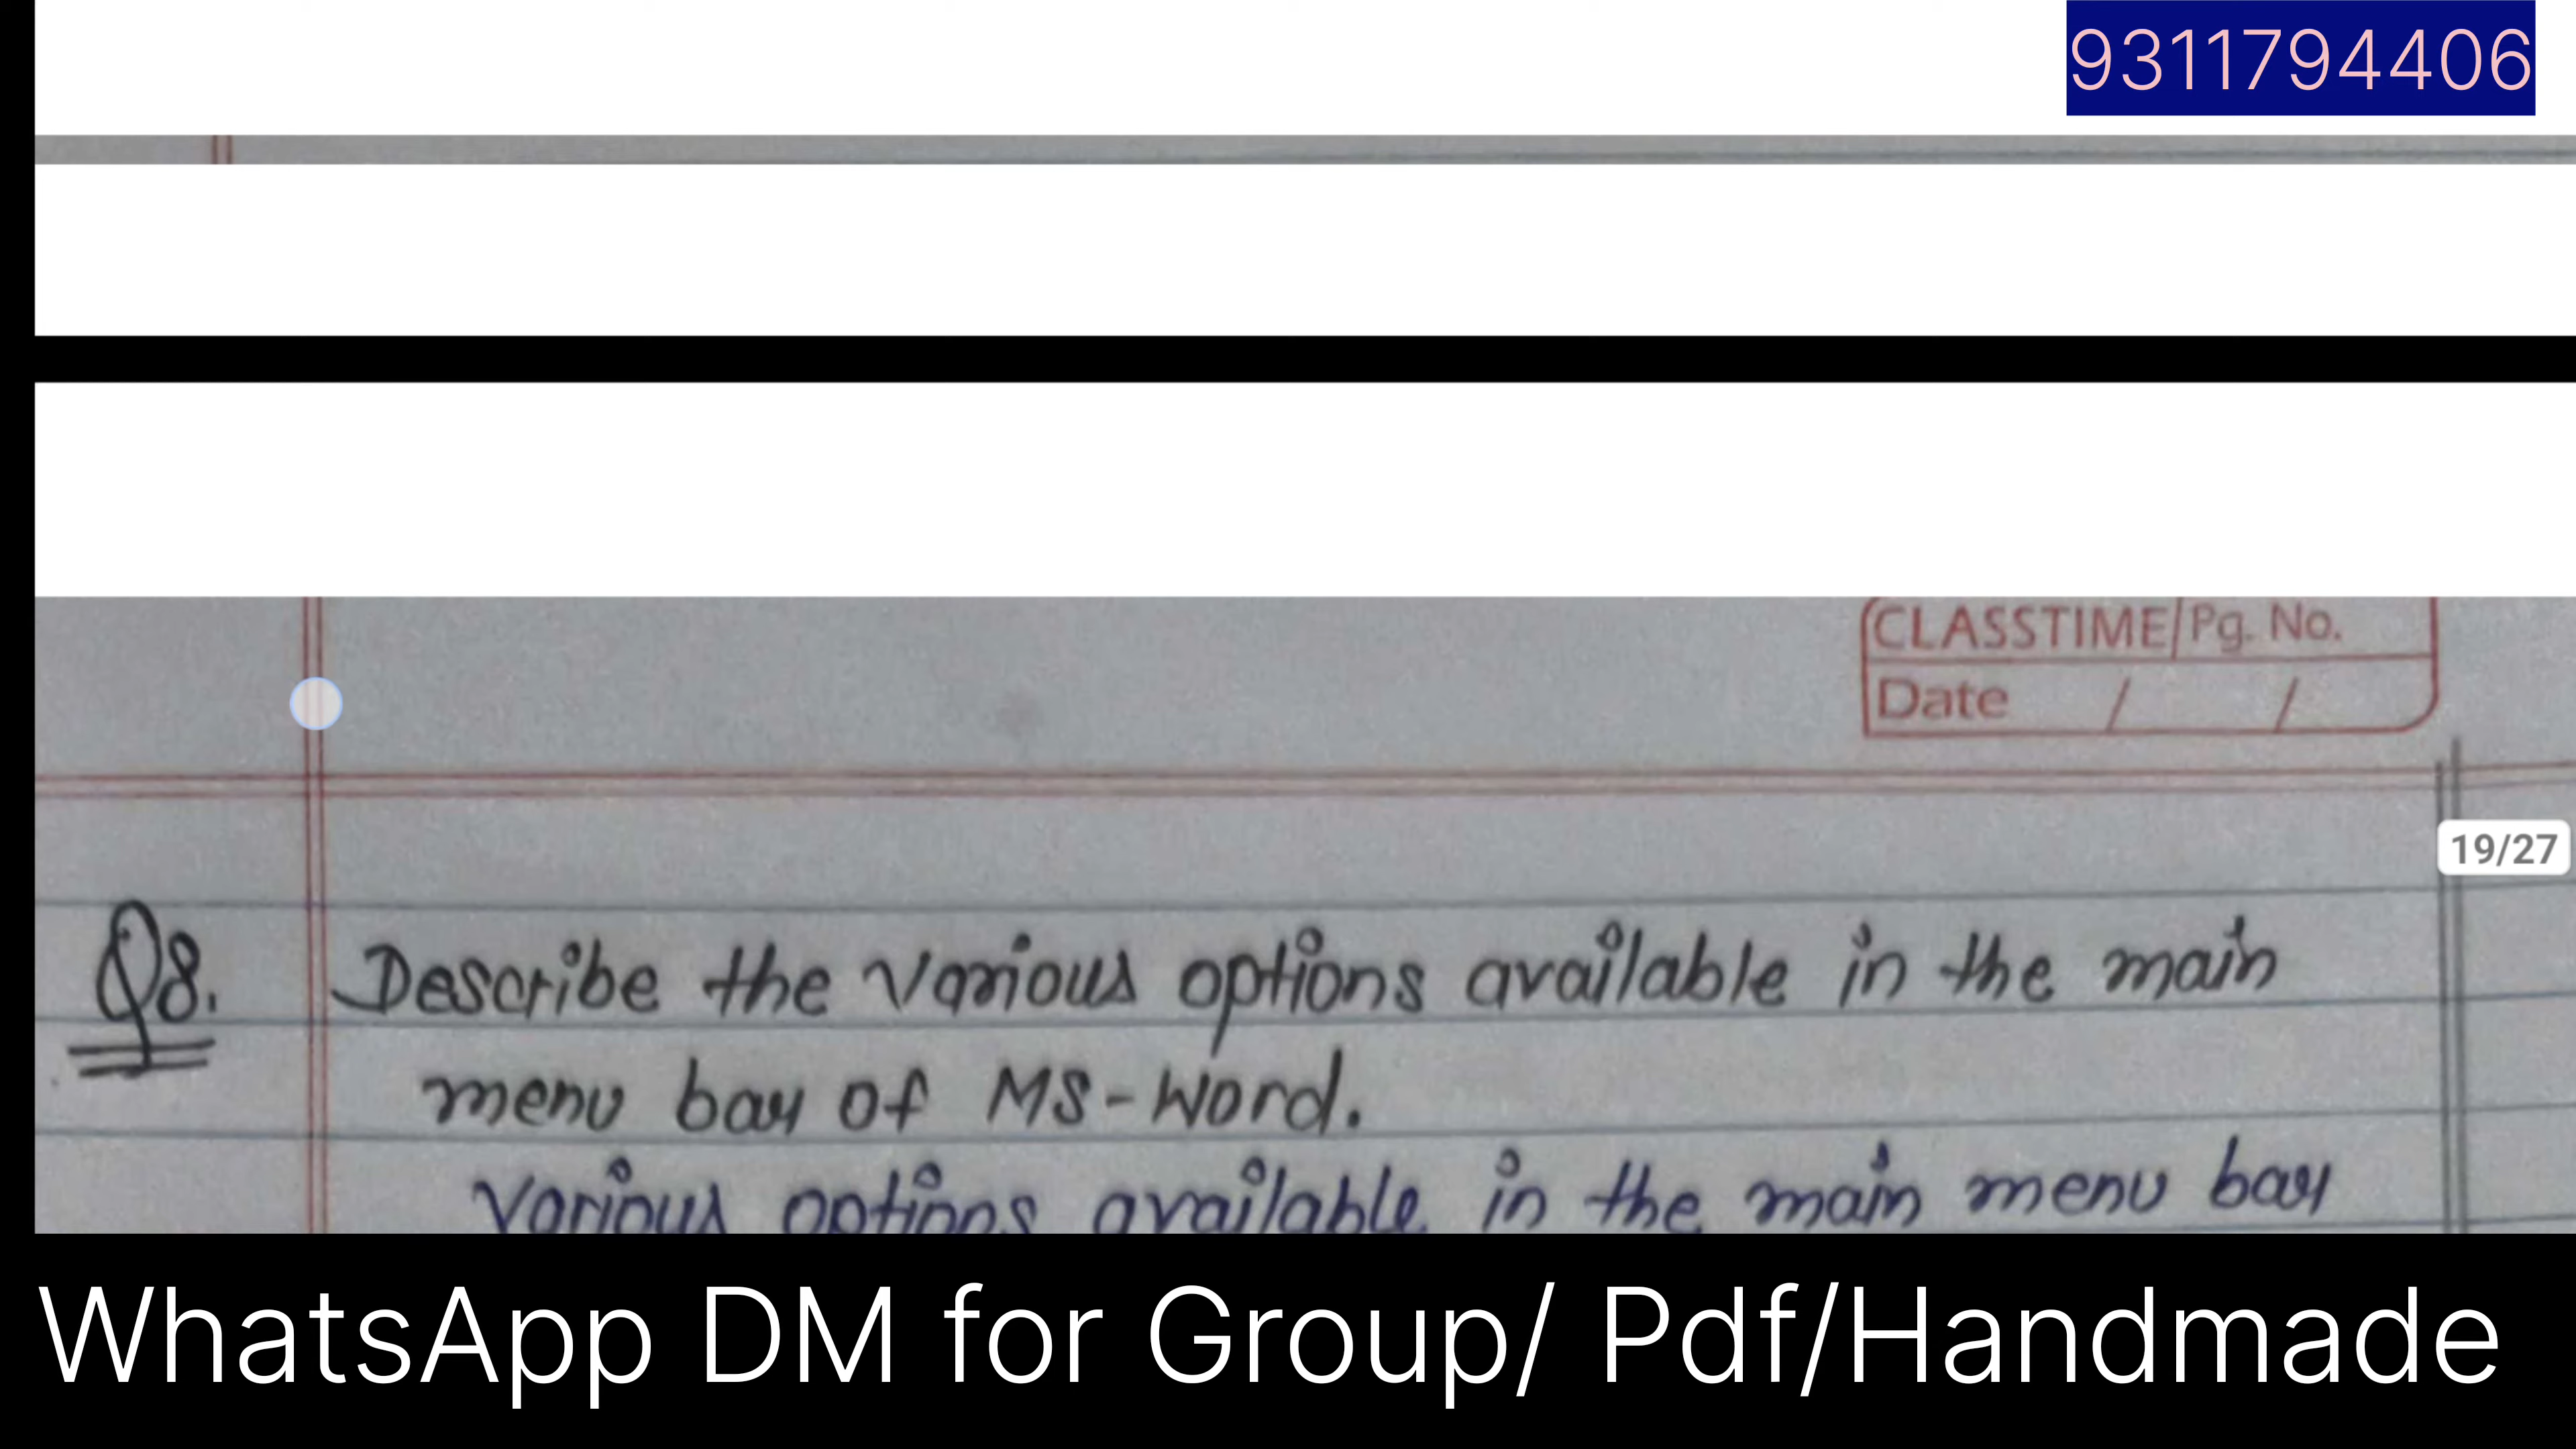 9311794406
CLASSTIME Pg. No.
Date / /
19/27
Q8. Describe the various options available in the main
menu bar of MS-Word.
Various options available in the main menu bar
WhatsApp DM for Group/ Pdf/Handmade